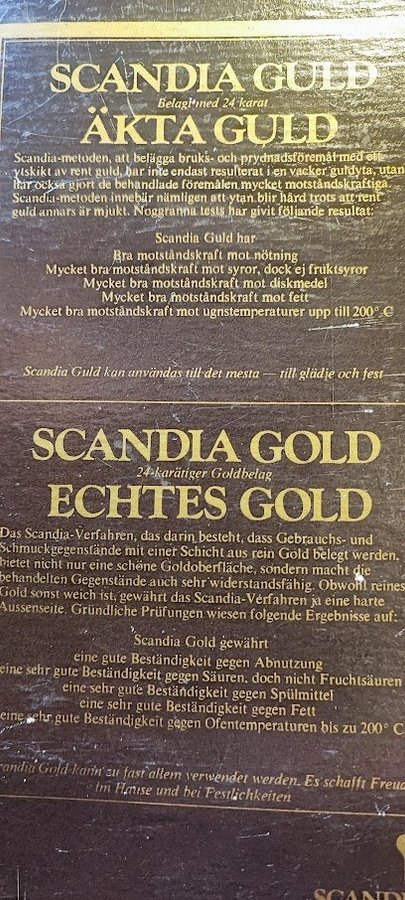 SCANDIA GULD
Belagt med 24 karat
ÄKTA GULD
Scandia-metoden, att belägga bruks- och prydnadsföremål med ett
ytskikt av rent guld, har inte endast resulterat i en vacker guldyta, utan
har också gjort de behandlade föremålen mycket motståndskraftiga.
Scandia-metoden innebär nämligen att ytan blir hård trots att rent
guld annars är mjukt. Noggranna tests har givit följande resultat:
Scandia Guld har
Bra motståndskraft mot nötning
Mycket bra motståndskraft mot syror, dock ej fruktsyror
Mycket bra motståndskraft mot diskmedel
Mycket bra motståndskraft mot fett
Mycket bra motståndskraft mot ugnstemperaturer upp till 200° C
Scandia Guld kan användas till det mesta — till glädje och fest
SCANDIA GOLD
24-karätiger Goldbelag
ECHTES GOLD
Das Scandia-Verfahren, das darin besteht, dass Gebrauchs- und
Schmuckgegenstände mit einer Schicht aus rein Gold belegt werden,
bietet nicht nur eine schöne Goldoberfläche, sondern macht die
behandelten Gegenstände auch sehr widerstandsfähig. Obwohl reines
Gold sonst weich ist, gewährt das Scandia-Verfahren ja eine harte
Aussenseite. Gründliche Prüfungen wiesen folgende Ergebnisse auf:
Scandia Gold gewährt
eine gute Beständigkeit gegen Abnutzung
eine sehr gute Beständigkeit gegen Säuren, doch nicht Fruchtsäuren
eine sehr gute Beständigkeit gegen Spülmittel
eine sehr gute Beständigkeit gegen Fett
eine sehr gute Beständigkeit gegen Ofentemperaturen bis zu 200° C
Scandia Gold kann zu fast allem verwendet werden. Es schafft Freud
im Hause und bei Festlichkeiten
SCANDIA